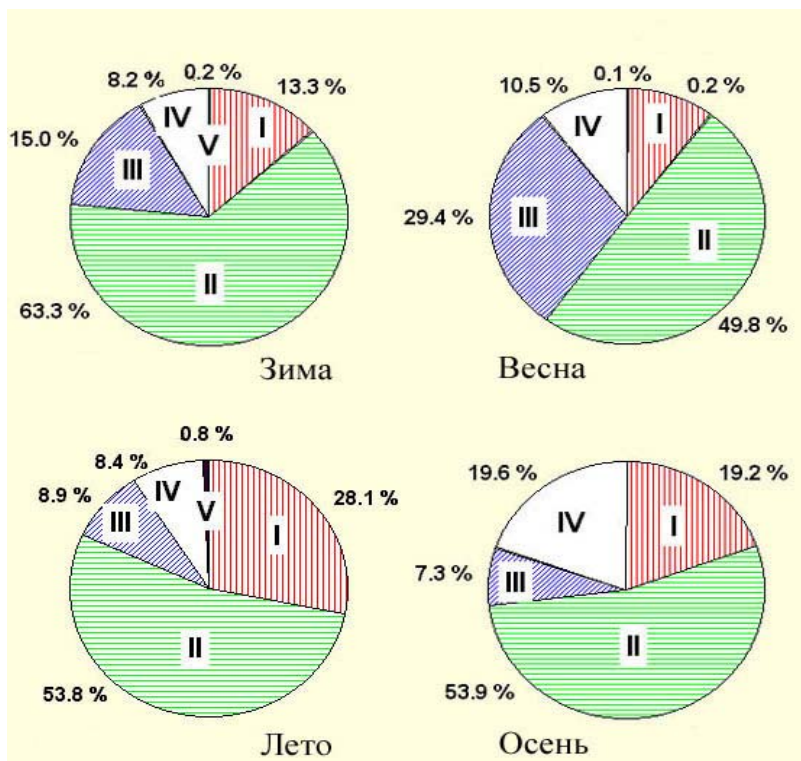 8.2 % 0.2 % 13.3 %
IV V I
15.0 % III
II
63.3 %
Зима
10.5 % 0.1 % 0.2 %
IV I
29.4 % III II
49.8 %
Весна
0.8 %
8.4 %
8.9 % IV V 28.1 %
III I
II
53.8 %
Лето
19.6 % 19.2 %
IV I
7.3 % III
II
53.9 %
Осень